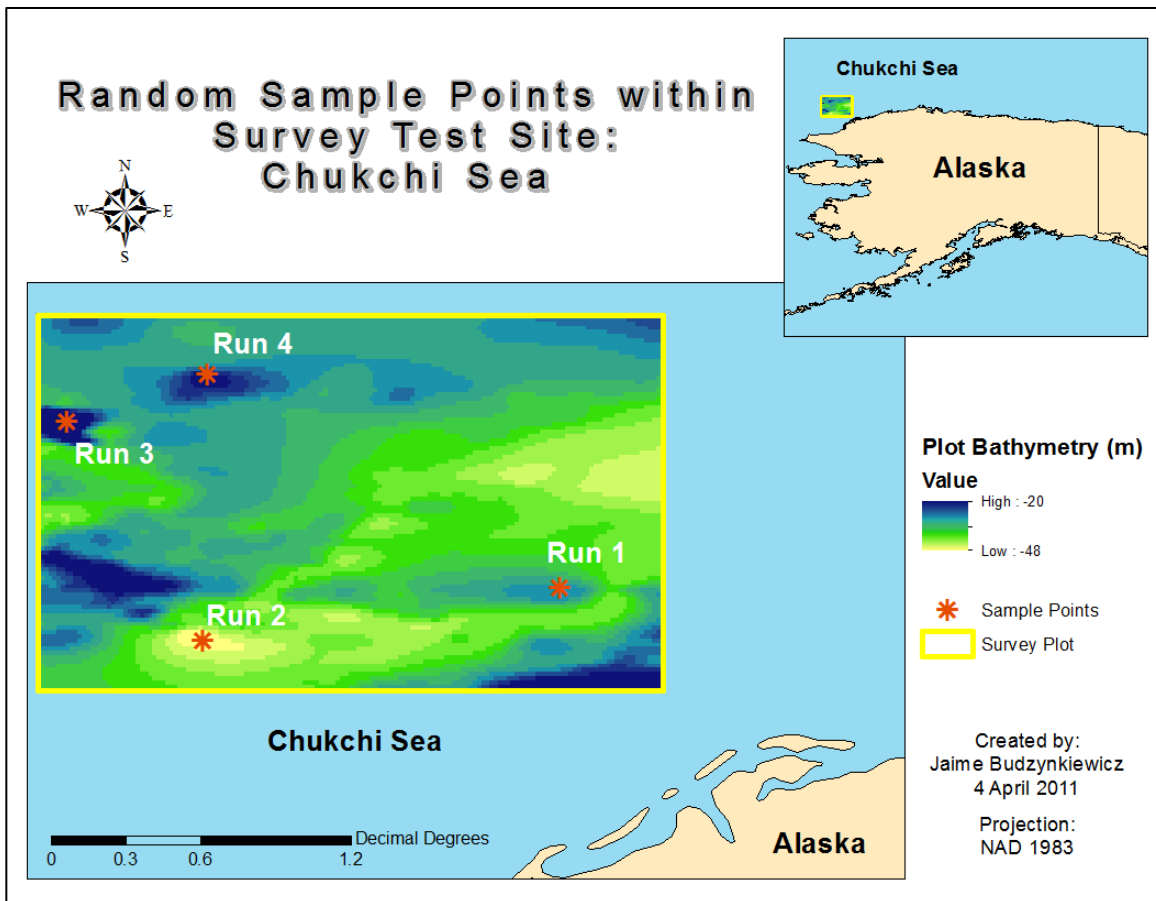 Random Sample Points within
Survey Test Site:
Chukchi Sea
N
W
E
S
Chukchi Sea
Alaska
Run 4
Run 3
Run 1
Run 2
Chukchi Sea
Alaska
Decimal Degrees
0
0.3
0.6
1.2
Plot Bathymetry (m)
Value
High : -20
Low : -48
Sample Points
Survey Plot
Created by:
Jaime Budzynkiewicz
4 April 2011
Projection:
NAD 1983